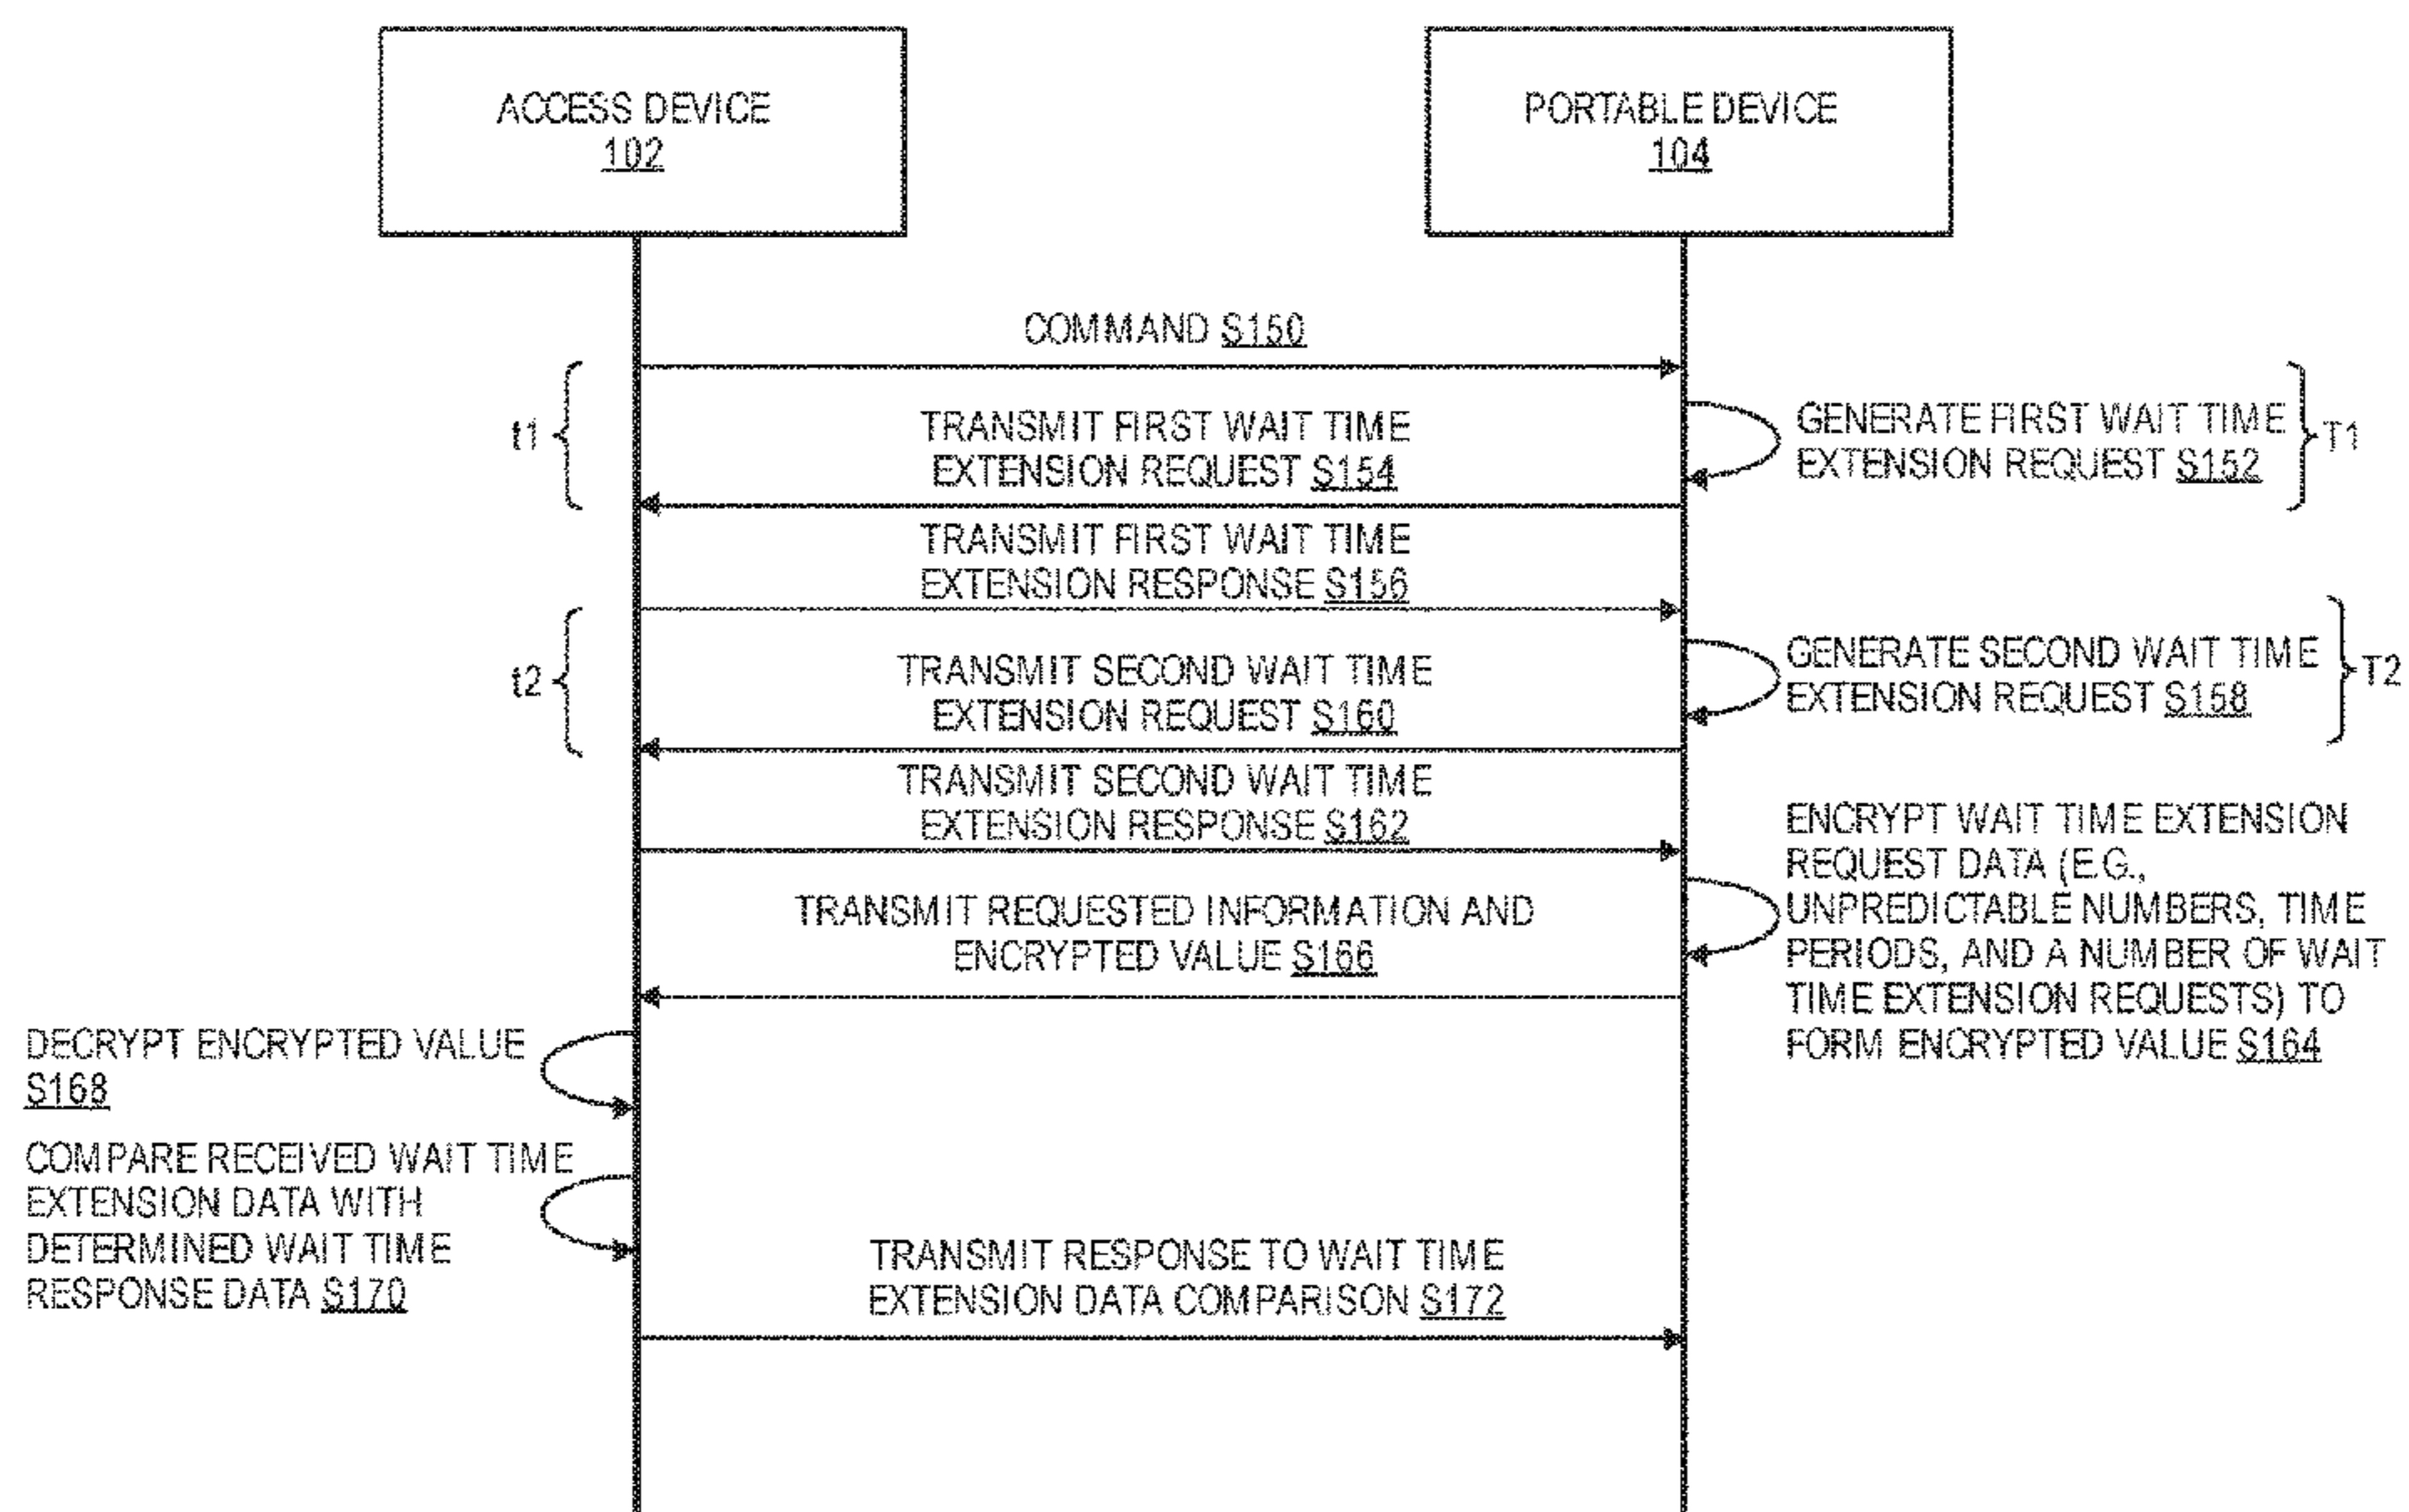 ACCESS DEVICE
102
PORTABLE DEVICE
104
COMMAND S150
t1
TRANSMIT FIRST WAIT TIME
EXTENSION REQUEST S154
GENERATE FIRST WAIT TIME
EXTENSION REQUEST S152
T1
TRANSMIT FIRST WAIT TIME
EXTENSION RESPONSE S156
t2
TRANSMIT SECOND WAIT TIME
EXTENSION REQUEST S160
GENERATE SECOND WAIT TIME
EXTENSION REQUEST S158
T2
TRANSMIT SECOND WAIT TIME
EXTENSION RESPONSE S162
ENCRYPT WAIT TIME EXTENSION
REQUEST DATA (E.G.,
UNPREDICTABLE NUMBERS, TIME
PERIODS, AND A NUMBER OF WAIT
TIME EXTENSION REQUESTS) TO
FORM ENCRYPTED VALUE S164
TRANSMIT REQUESTED INFORMATION AND
ENCRYPTED VALUE S166
DECRYPT ENCRYPTED VALUE
S168
COMPARE RECEIVED WAIT TIME
EXTENSION DATA WITH
DETERMINED WAIT TIME
RESPONSE DATA S170
TRANSMIT RESPONSE TO WAIT TIME
EXTENSION DATA COMPARISON S172